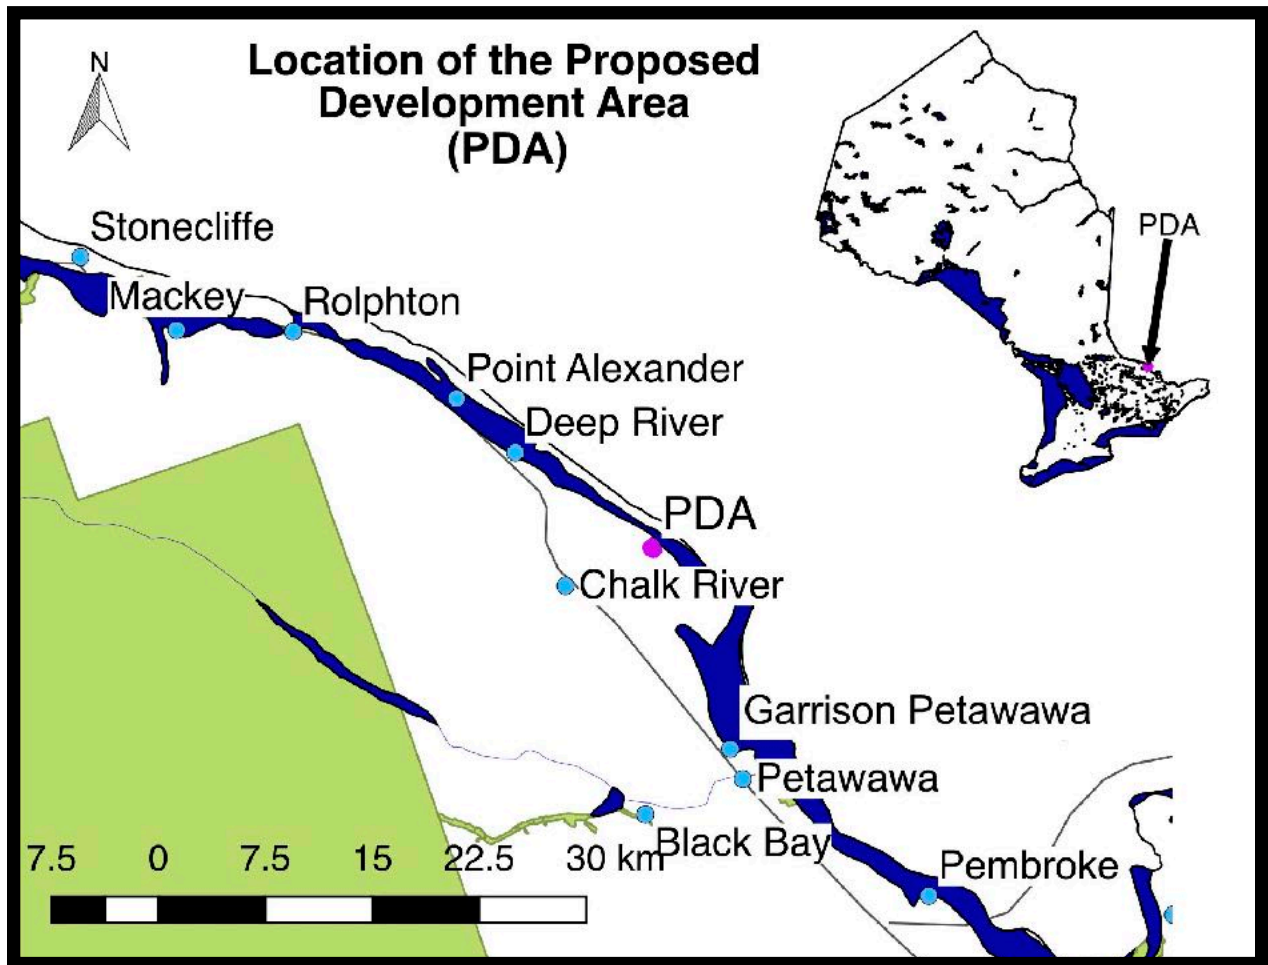 N
Location of the Proposed
Development Area
(PDA)
PDA
Stonecliffe
Mackey
Rolphton
Point Alexander
Deep River
PDA
Chalk River
Garrison Petawawa
Petawawa
Black Bay
Pembroke
7.5 0 7.5 15 22.5 30 km